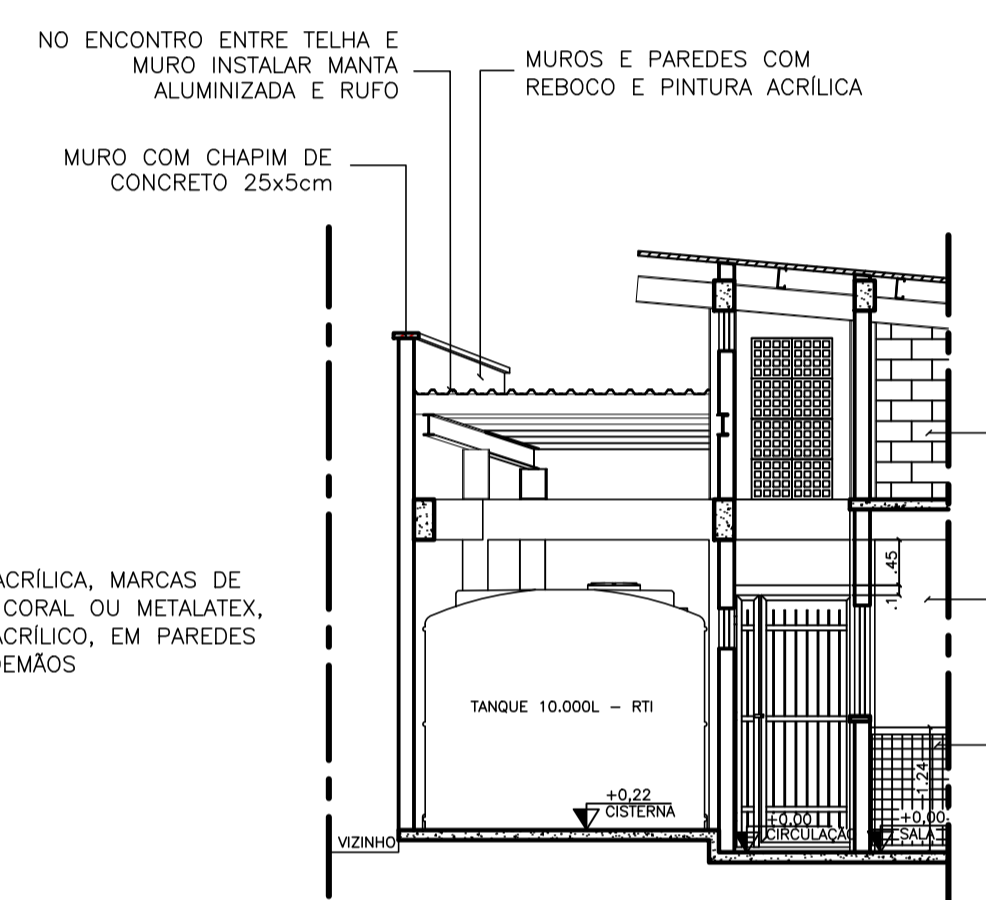 NO ENCONTRO ENTRE TELHA E
MURO INSTALAR MANTA
ALUMINIZADA E RUFO
MUROS E PAREDES COM
REBOCO E PINTURA ACRÍLICA
MURO COM CHAPIM DE
CONCRETO 25x5cm
ACRÍLICA, MARCAS DE
CORAL OU METALATEX,
ACRÍLICO, EM PAREDES
DEMÃOS
.45
.1
TANQUE 10.000L – RTI
1.24
+0,22
CISTERNA
+0,00
CIRCULAÇÃO
+0,00
SALA
VIZINHO